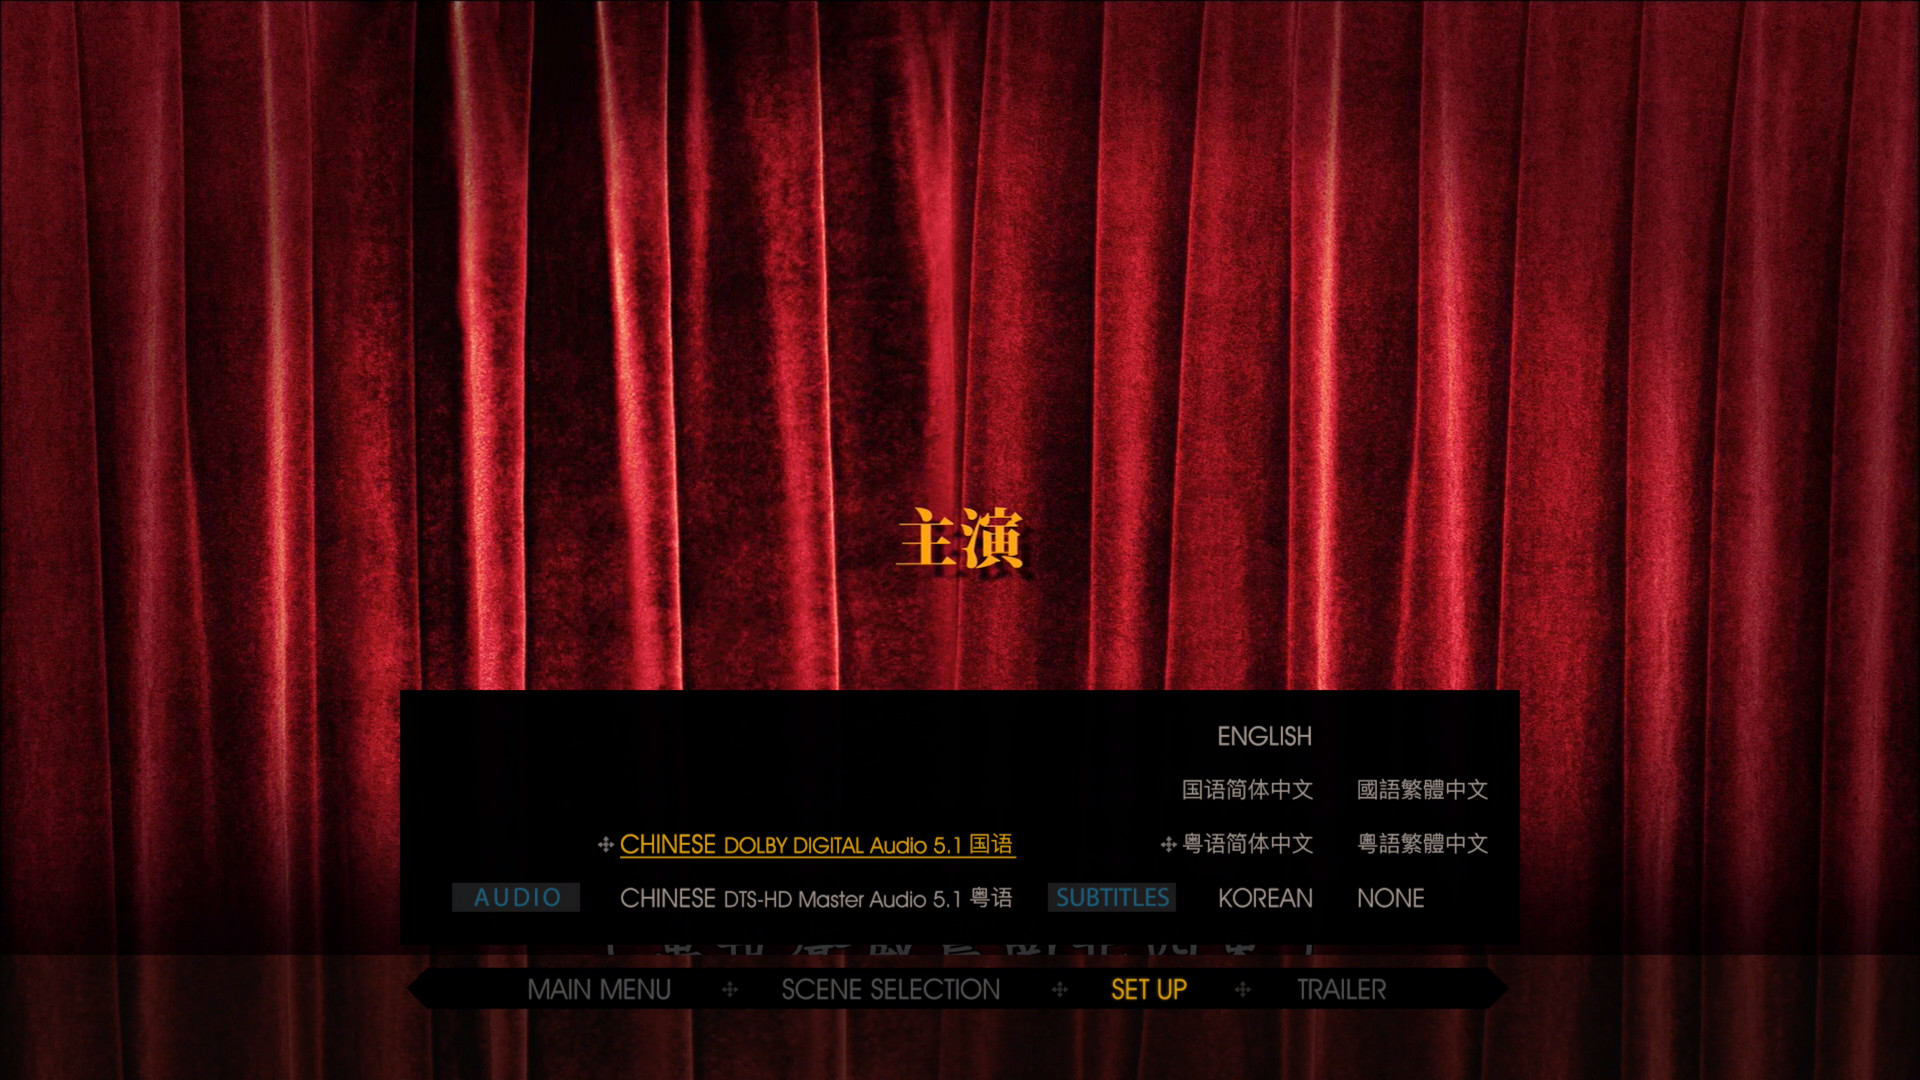 主演
ENGLISH
国语简体中文 國語繁體中文
CHINESE DOLBY DIGITAL Audio 5.1 国语 粤语简体中文 粵語繁體中文
AUDIO CHINESE DTS-HD Master Audio 5.1 粤语 SUBTITLES KOREAN NONE
MAIN MENU SCENE SELECTION SET UP TRAILER